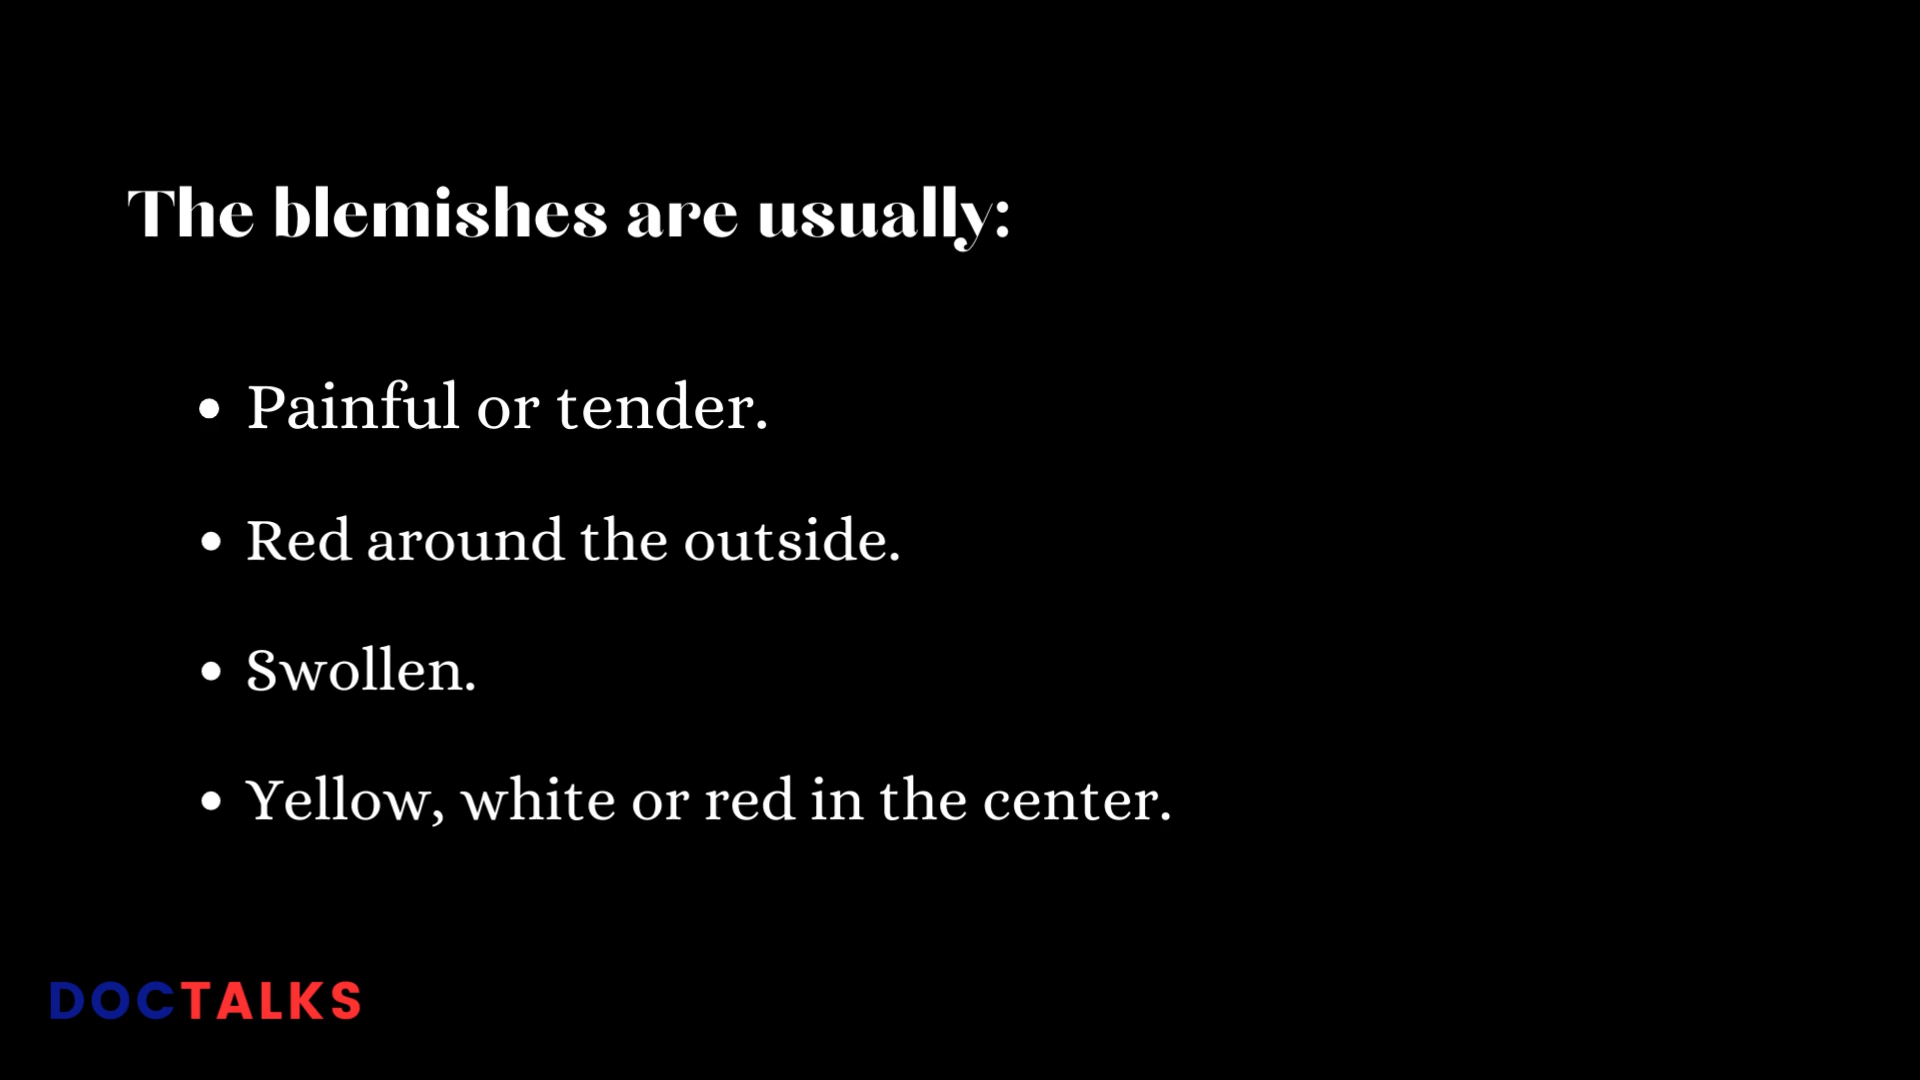 The blemishes are usually:
• Painful or tender.
• Red around the outside.
• Swollen.
• Yellow, white or red in the center.
DOCTALKS